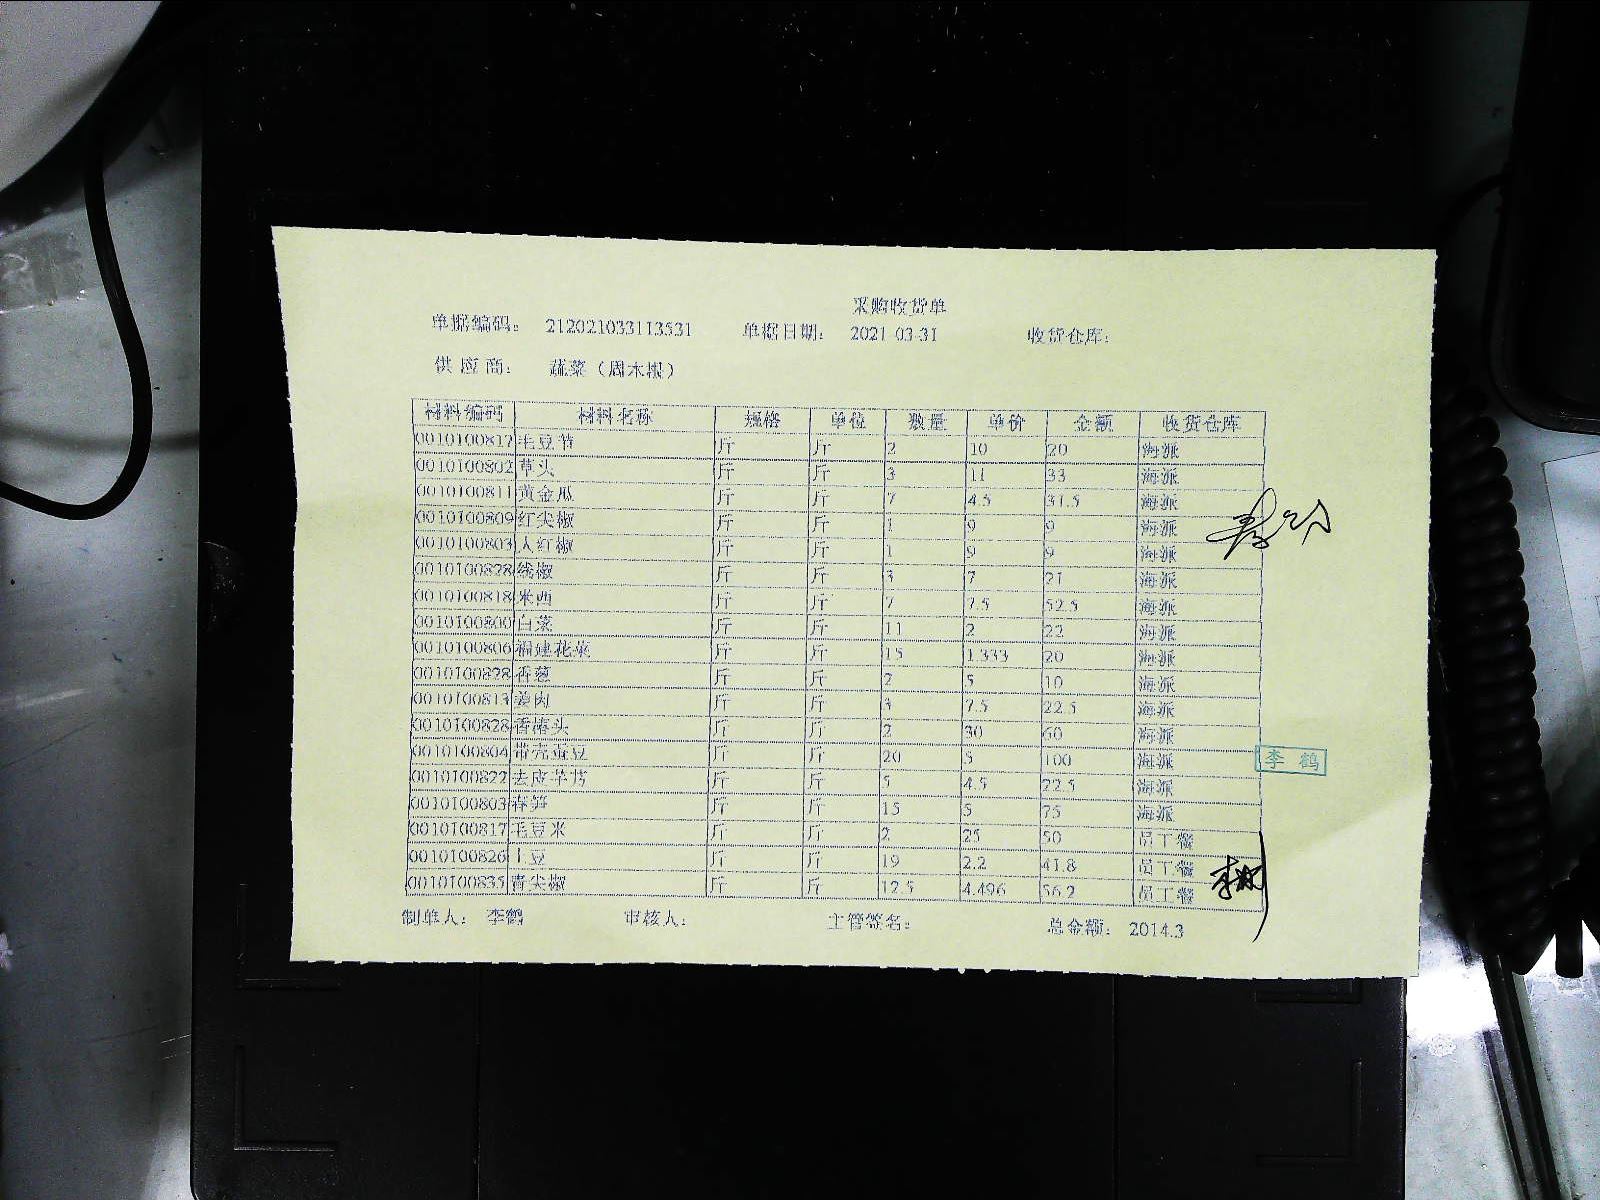 采购收货单
单据编码： 212021033113531 单据日期： 2021-03-31 收货仓库：
供应商： 蔬菜（周木根）
材料编码 材料名称 规格 单位 数量 单价 金额 收货仓库
0010100817 毛豆节 斤 斤 2 10 20 海派
0010100802 草头 斤 斤 3 11 33 海派
0010100811 黄金瓜 斤 斤 7 4.5 31.5 海派
0010100809 红尖椒 斤 斤 1 9 9 海派
0010100803 大红椒 斤 斤 1 9 9 海派
0010100828 线椒 斤 斤 3 7 21 海派
0010100818 米西 斤 斤 7 7.5 52.5 海派
0010100800 白菜 斤 斤 11 2 22 海派
0010100806 福建花菜 斤 斤 15 1.333 20 海派
0010100828 香葱 斤 斤 2 5 10 海派
0010100813 姜肉 斤 斤 3 7.5 22.5 海派
0010100828 香椿头 斤 斤 2 30 60 海派
0010100804 带壳蚕豆 斤 斤 20 5 100 海派
李鹤
0010100822 去皮芋艿 斤 斤 5 4.5 22.5 海派
0010100803 春笋 斤 斤 15 5 75 海派
0010100817 毛豆米 斤 斤 2 25 50 员工餐
0010100826 土豆 斤 斤 19 2.2 41.8 员工餐
0010100835 青尖椒 斤 斤 12.5 4.496 56.2 员工餐
制单人： 李鹤 审核人： 主管签名： 总金额： 2014.3